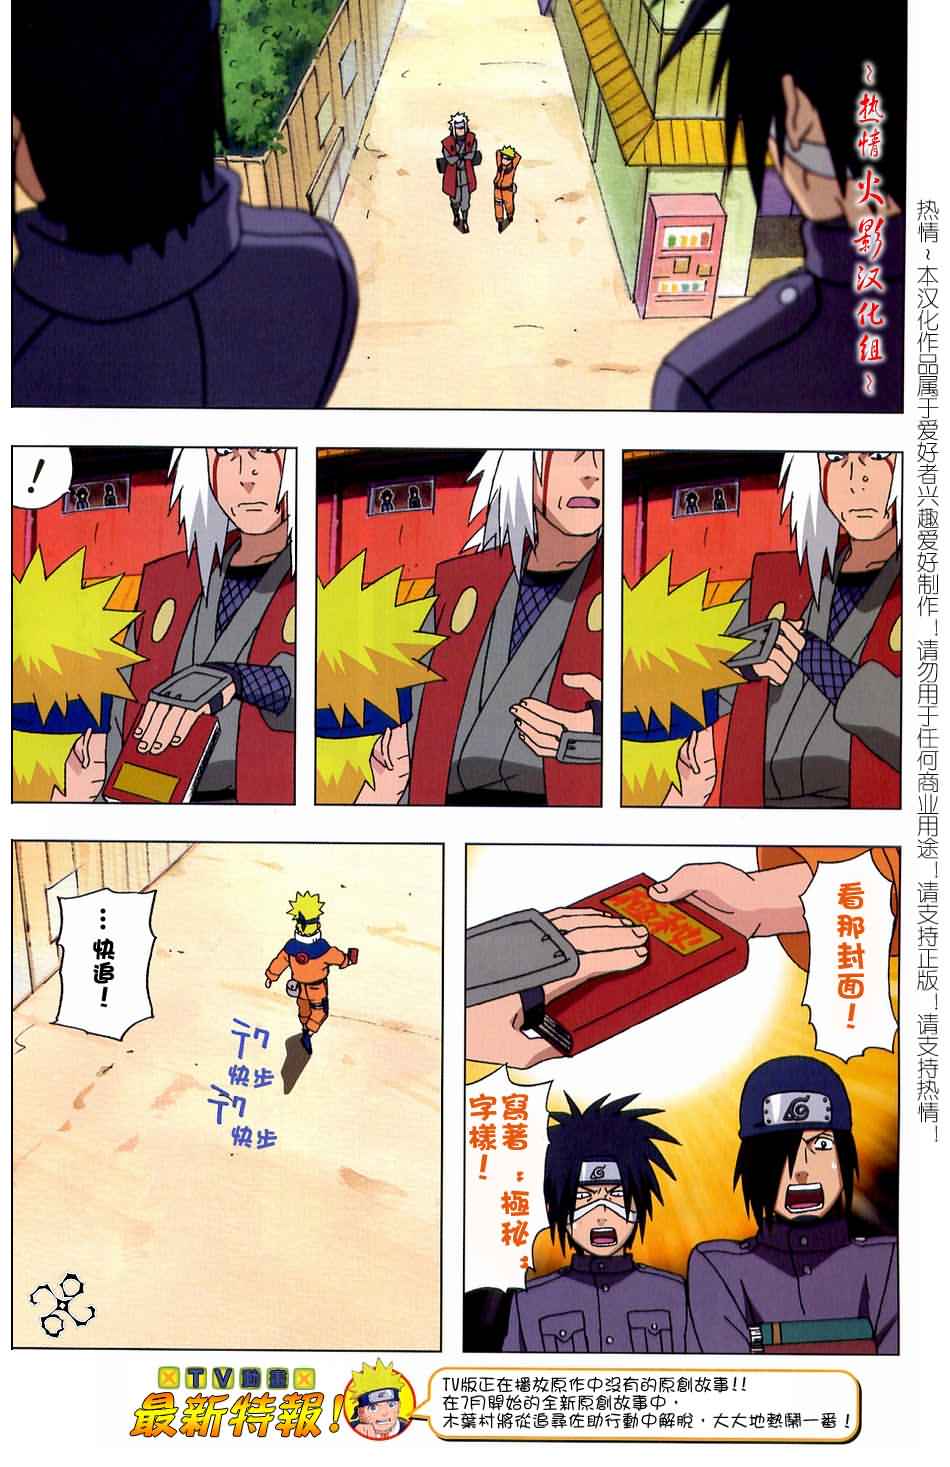 ~热情火影汉化组~
热情~本汉化作品属于爱好者兴趣爱好制作！请勿用于任何商业用途！请支持正版！请支持热情！
！
看那封面！
極秘
寫著：極秘：
字樣！
…快
追！
テク
快步
テク
快步
TV動畫
最新特報！
TV版正在播放原作中沒有的原創故事！！
在7月開始的全新原創故事中，
木葉村將從追尋佐助行動中解脫，大大地熱鬧一番！